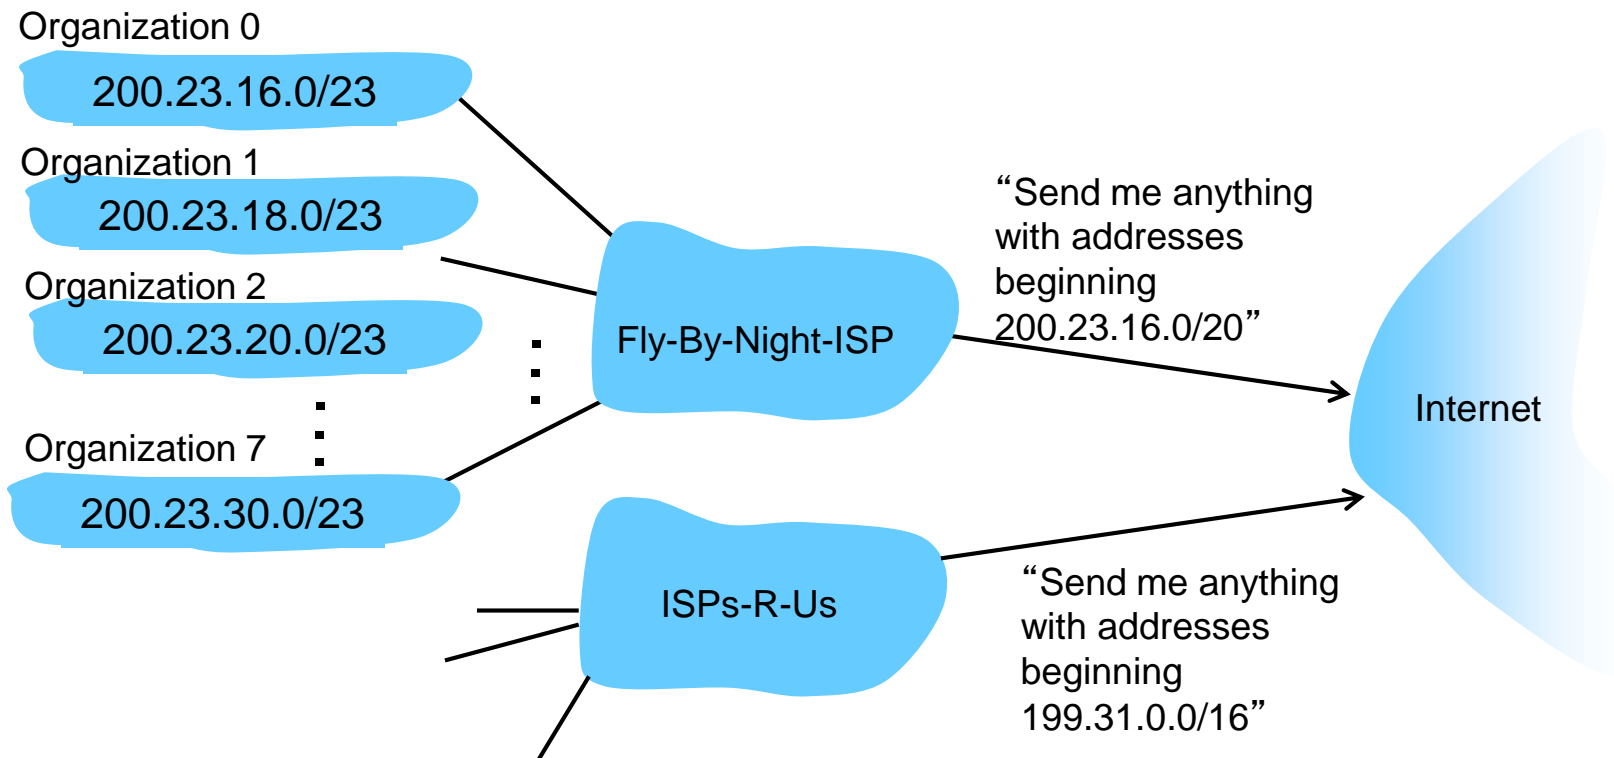 Organization 0
200.23.16.0/23
Organization 1
200.23.18.0/23
Organization 2
200.23.20.0/23
Organization 7
200.23.30.0/23
Fly-By-Night-ISP
“Send me anything
with addresses
beginning
200.23.16.0/20”
Internet
ISPs-R-Us
“Send me anything
with addresses
beginning
199.31.0.0/16”